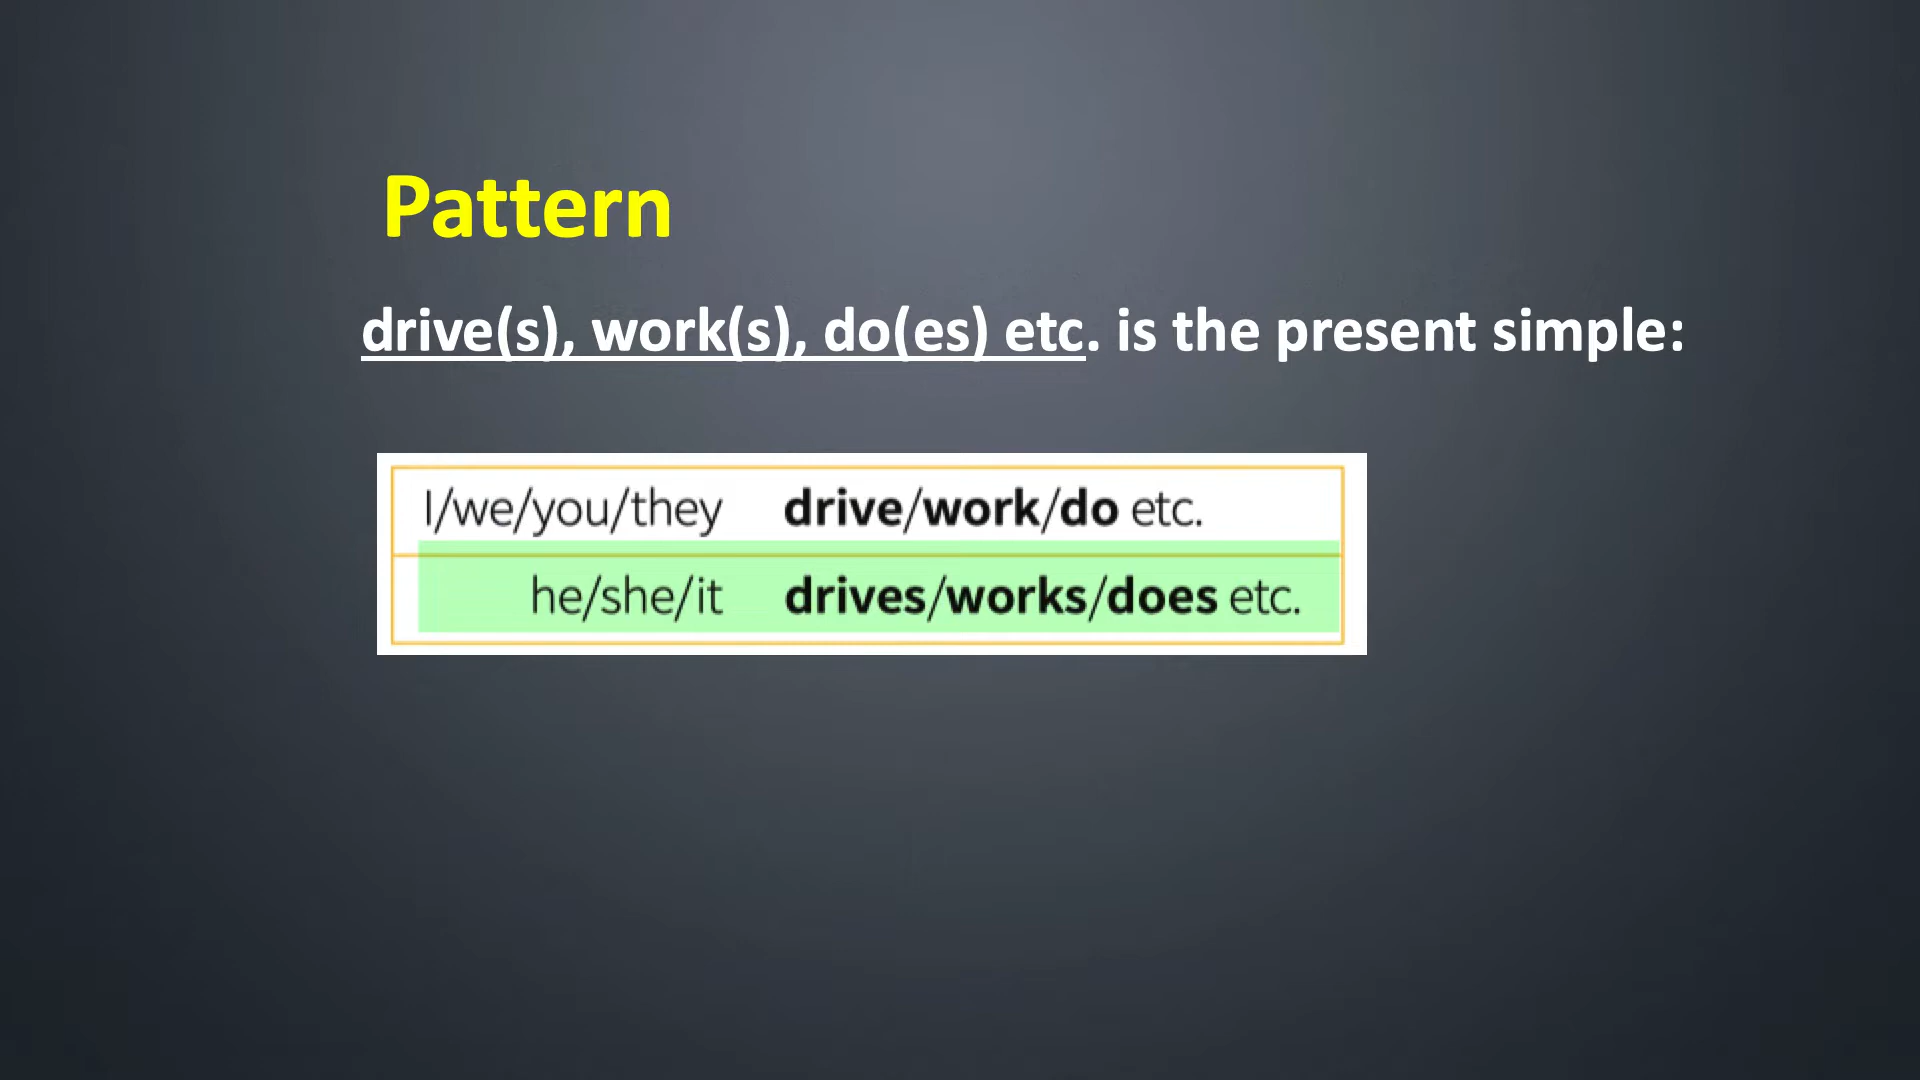 Pattern
drive(s), work(s), do(es) etc. is the present simple:
I/we/you/they drive/work/do etc.
he/she/it drives/works/does etc.